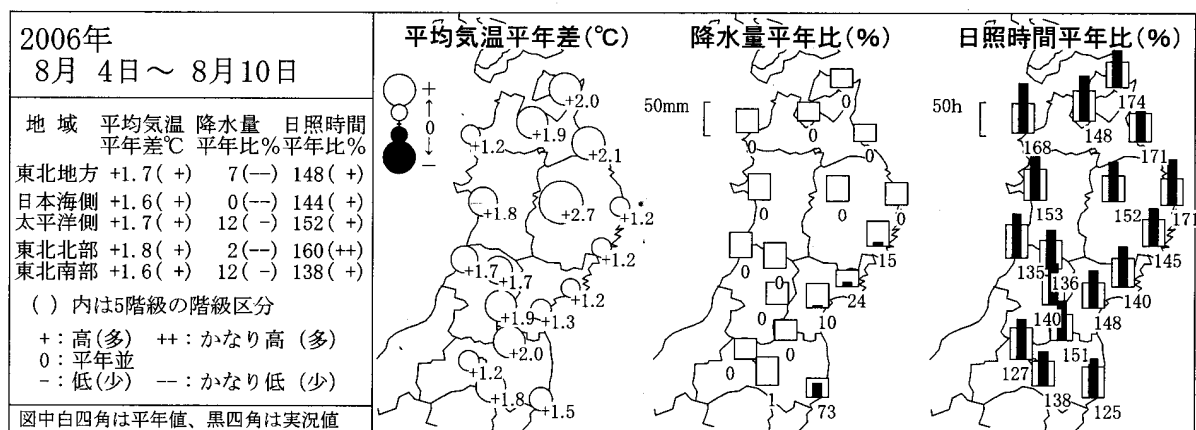 2006年
8月 4日～ 8月10日
地 域 平均気温 降水量 日照時間
平年差℃ 平年比% 平年比%
東北地方 +1.7( +) 7(--) 148( +)
日本海側 +1.6( +) 0(--) 144( +)
太平洋側 +1.7( +) 12( -) 152( +)
東北北部 +1.8( +) 2(--) 160(++)
東北南部 +1.6( +) 12( -) 138( +)
( ) 内は5階級の階級区分
+：高(多) ++：かなり高 (多)
0：平年並
-：低(少) --：かなり低 (少)
図中白四角は平年値、黒四角は実況値
平均気温平年差(℃)
+
↑
0
↓
-
+2.0
+1.9
+1.2
+2.1
+1.8
+2.7
+1.2
+1.2
+1.7
+1.7
+1.2
+1.9
+1.3
+2.0
+1.2
+1.8
+1.5
降水量平年比(%)
50mm
0
0
0
0
0
0
0
15
0
0
24
0
10
0
0
1
73
日照時間平年比(%)
50h
174
148
168
171
153
152
171
145
135
136
140
140
148
151
127
138
125